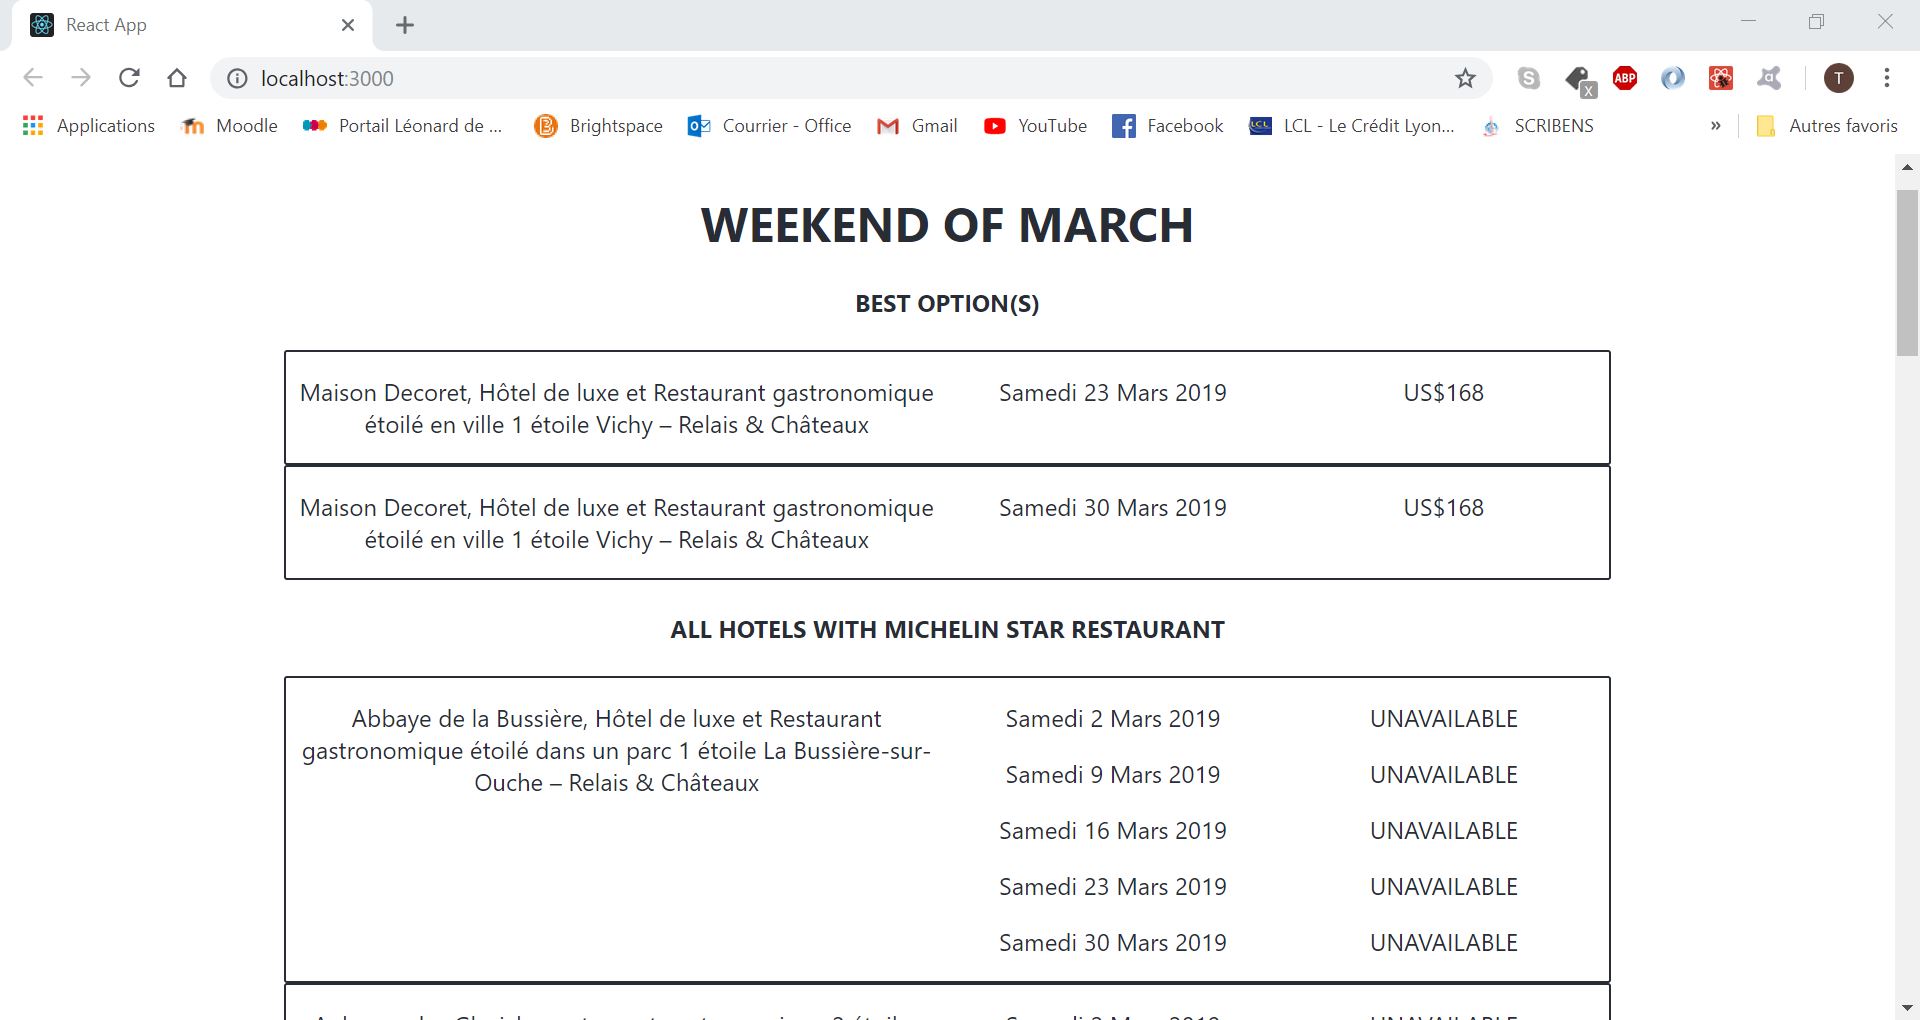 React App
localhost:3000
ABP
X
T
Applications Moodle Portail Léonard de ... Brightspace Courrier - Office Gmail YouTube Facebook LCL - Le Crédit Lyon... SCRIBENS » Autres favoris
WEEKEND OF MARCH
BEST OPTION(S)
Maison Decoret, Hôtel de luxe et Restaurant gastronomique Samedi 23 Mars 2019 US$168
étoilé en ville 1 étoile Vichy – Relais & Châteaux
Maison Decoret, Hôtel de luxe et Restaurant gastronomique Samedi 30 Mars 2019 US$168
étoilé en ville 1 étoile Vichy – Relais & Châteaux
ALL HOTELS WITH MICHELIN STAR RESTAURANT
Abbaye de la Bussière, Hôtel de luxe et Restaurant
gastronomique étoilé dans un parc 1 étoile La Bussière-sur-
Ouche – Relais & Châteaux
Samedi 2 Mars 2019 UNAVAILABLE
Samedi 9 Mars 2019 UNAVAILABLE
Samedi 16 Mars 2019 UNAVAILABLE
Samedi 23 Mars 2019 UNAVAILABLE
Samedi 30 Mars 2019 UNAVAILABLE